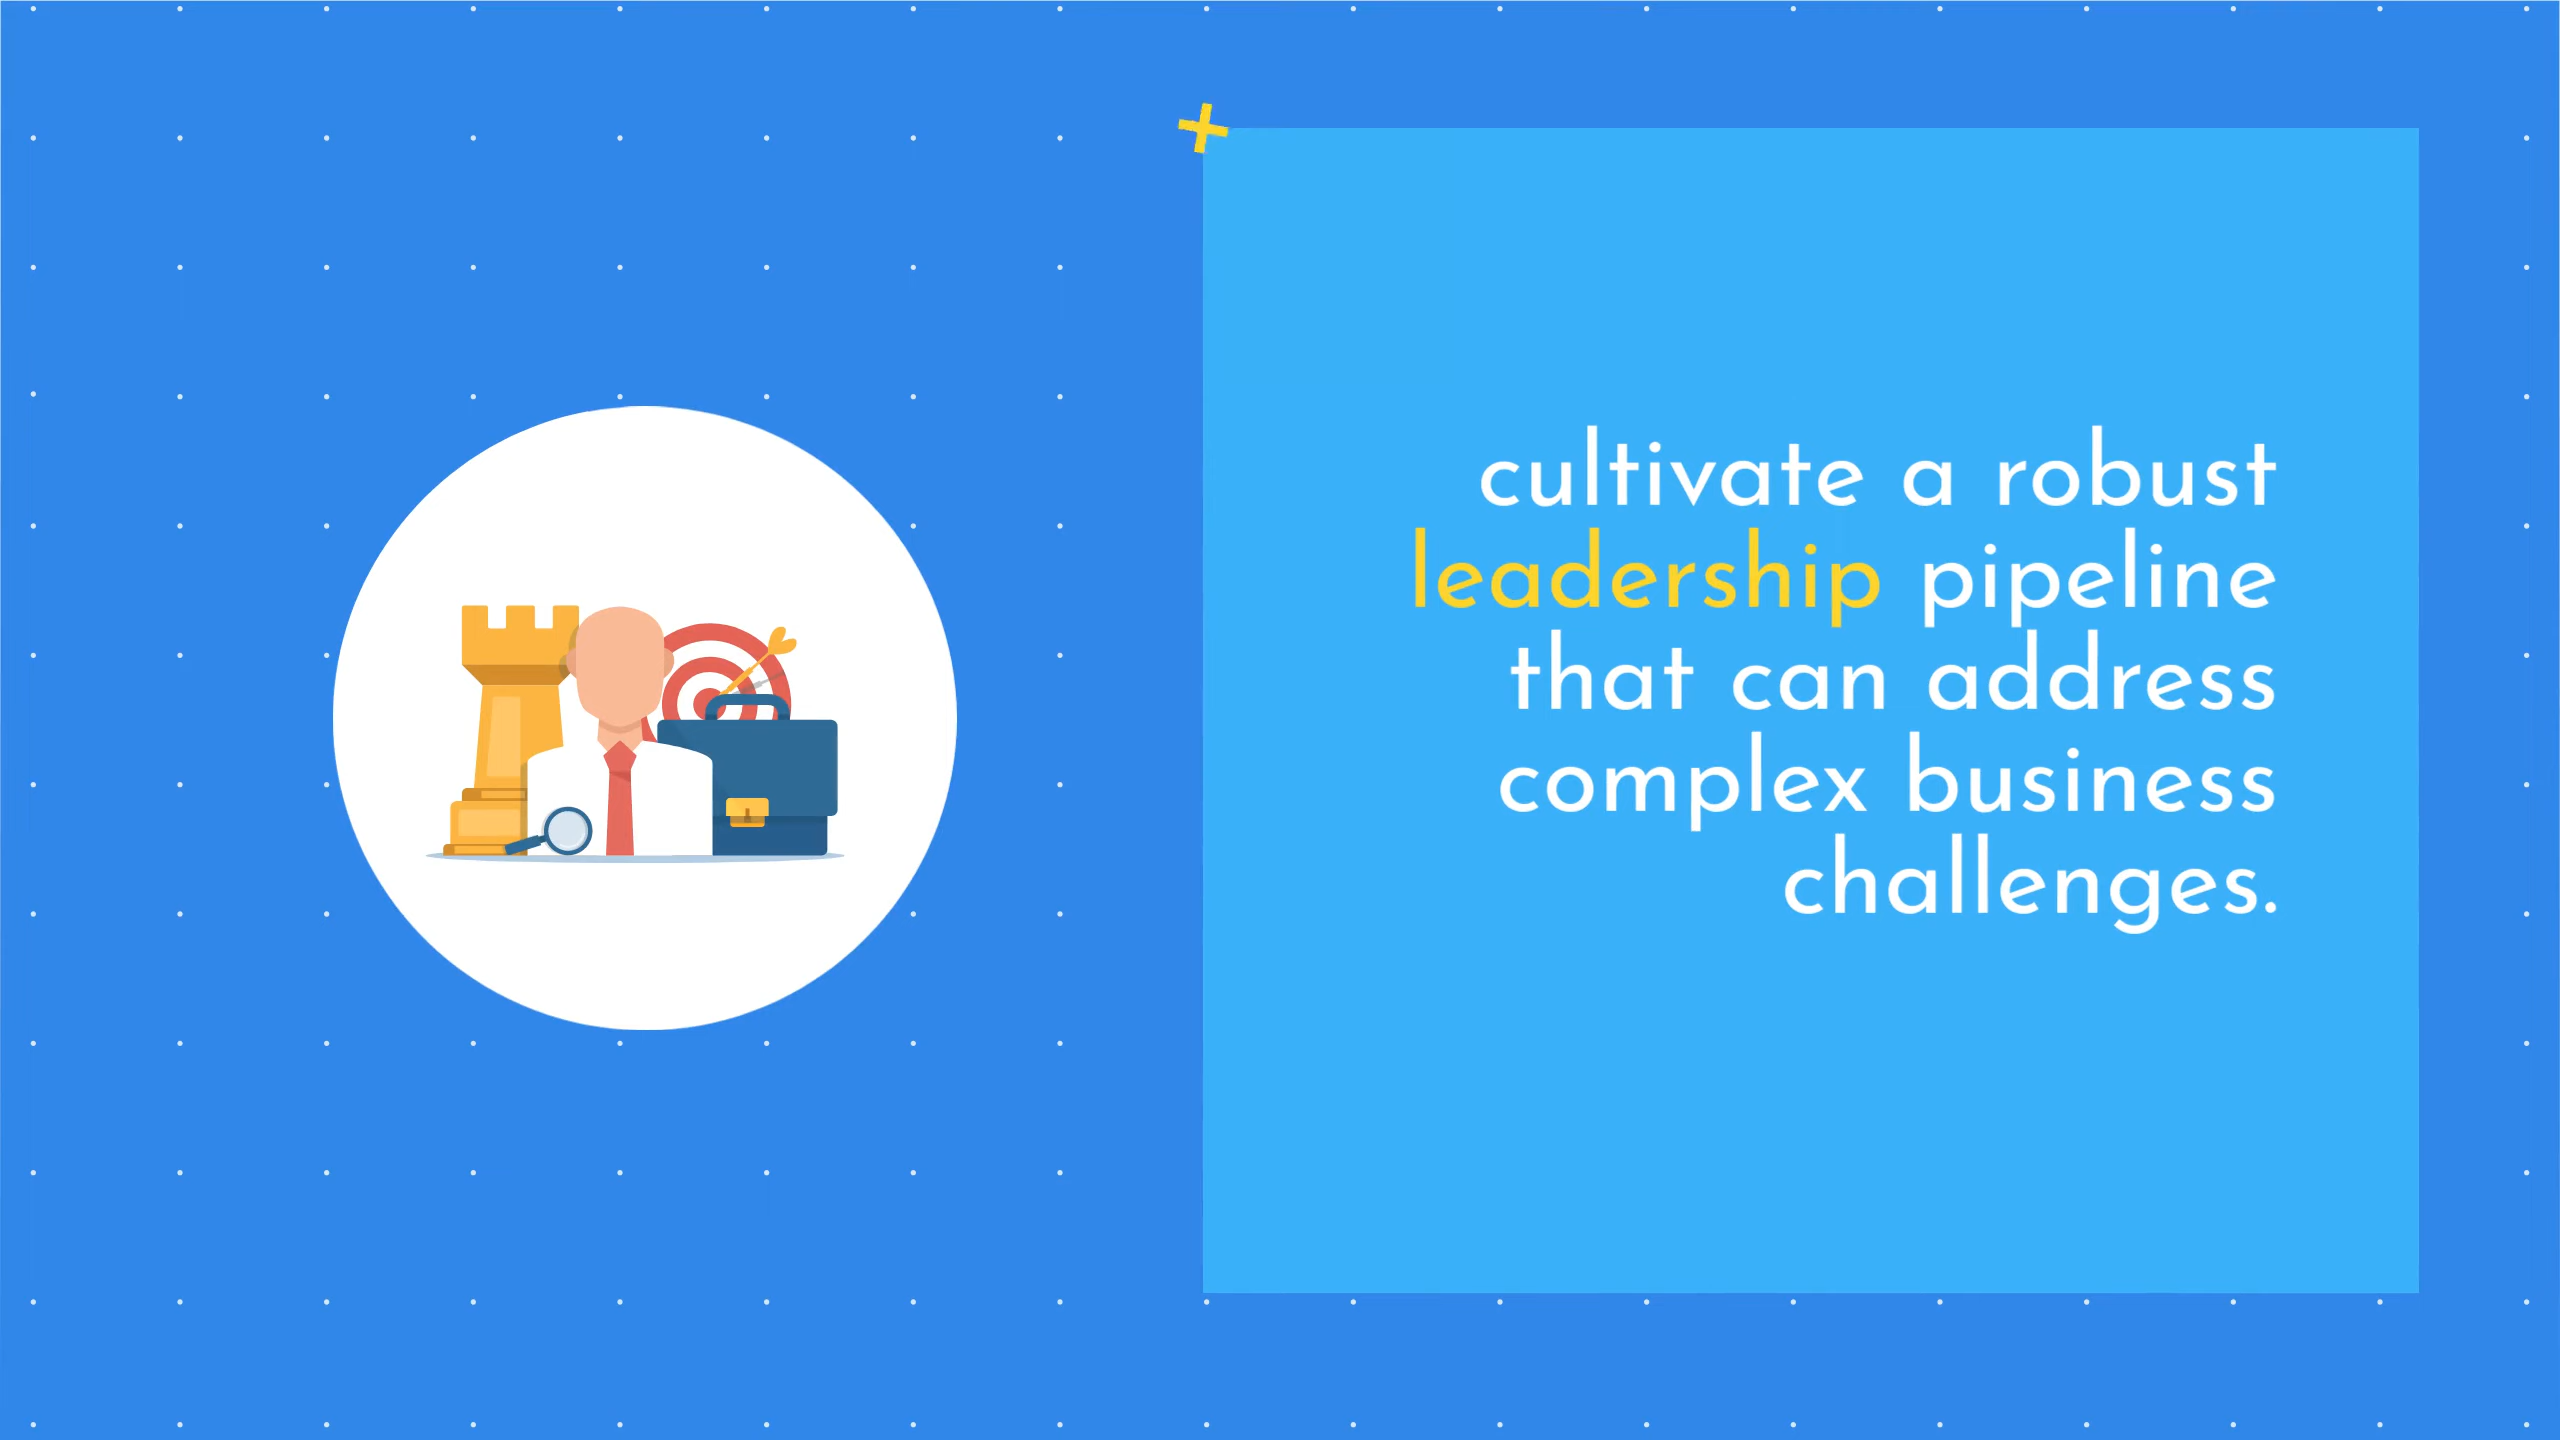 cultivate a robust
leadership pipeline
that can address
complex business
challenges.